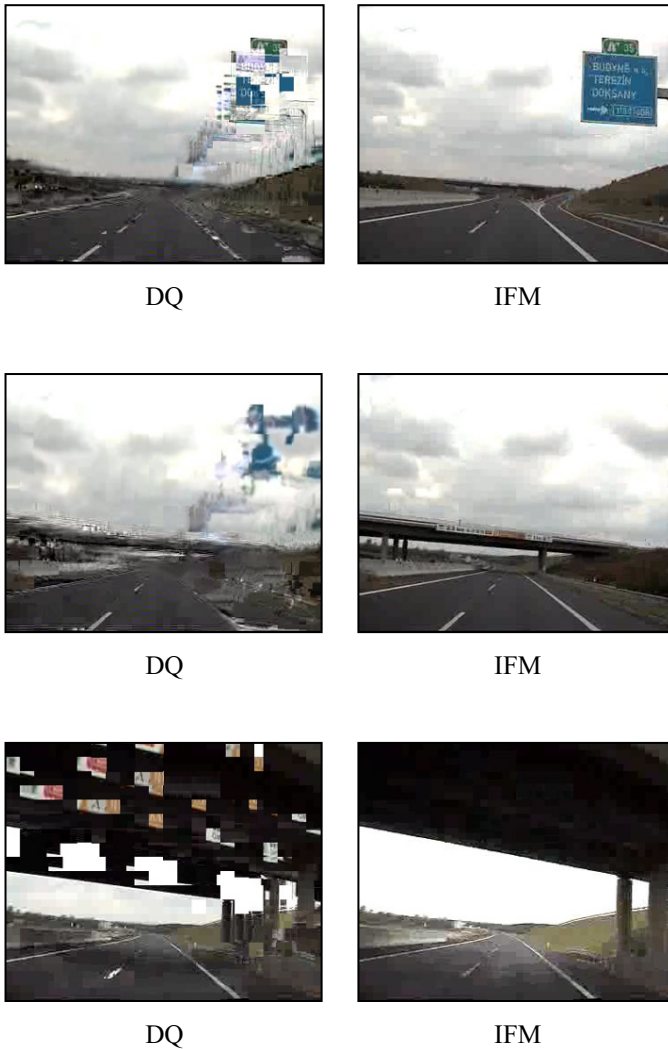 35
BUDYNĚ n. O.
TEREZÍN
DOKSANY
DQ
IFM
DQ
IFM
DQ
IFM